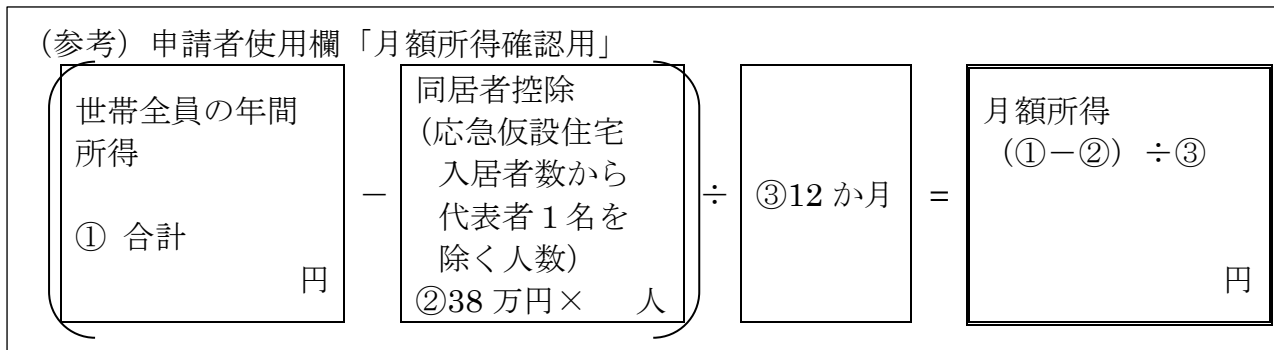 （参考）申請者使用欄「月額所得確認用」
世帯全員の年間
所得
① 合計
円
－
同居者控除
(応急仮設住宅
入居者数から
代表者１名を
除く人数）
②38 万円×　　人
÷
③12 か月
=
月額所得
（①－②）÷③
円